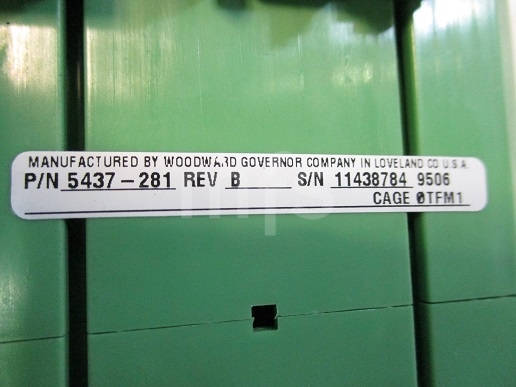 MANUFACTURED BY WOODWARD GOVERNOR COMPANY IN LOVELAND CO U.S.A.
P/N 5437-281 REV B S/N 11438784 9506
CAGE 0TFM1